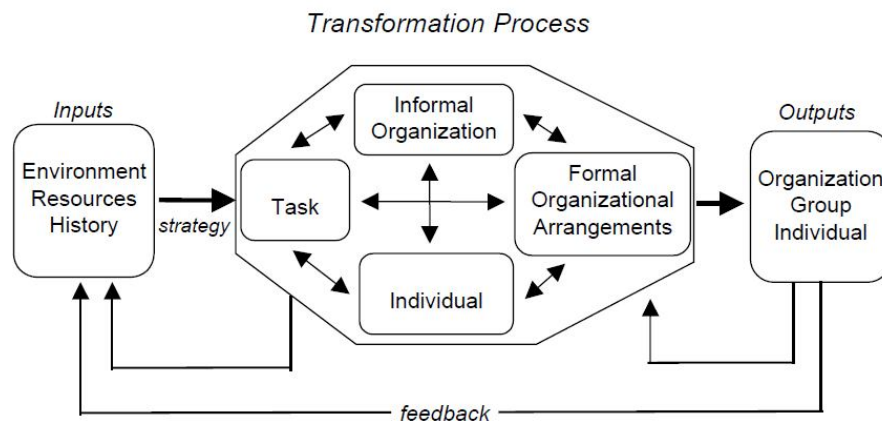 Transformation Process
Inputs
Environment
Resources
History
strategy
Informal
Organization
Task
Formal
Organizational
Arrangements
Individual
Outputs
Organization
Group
Individual
feedback